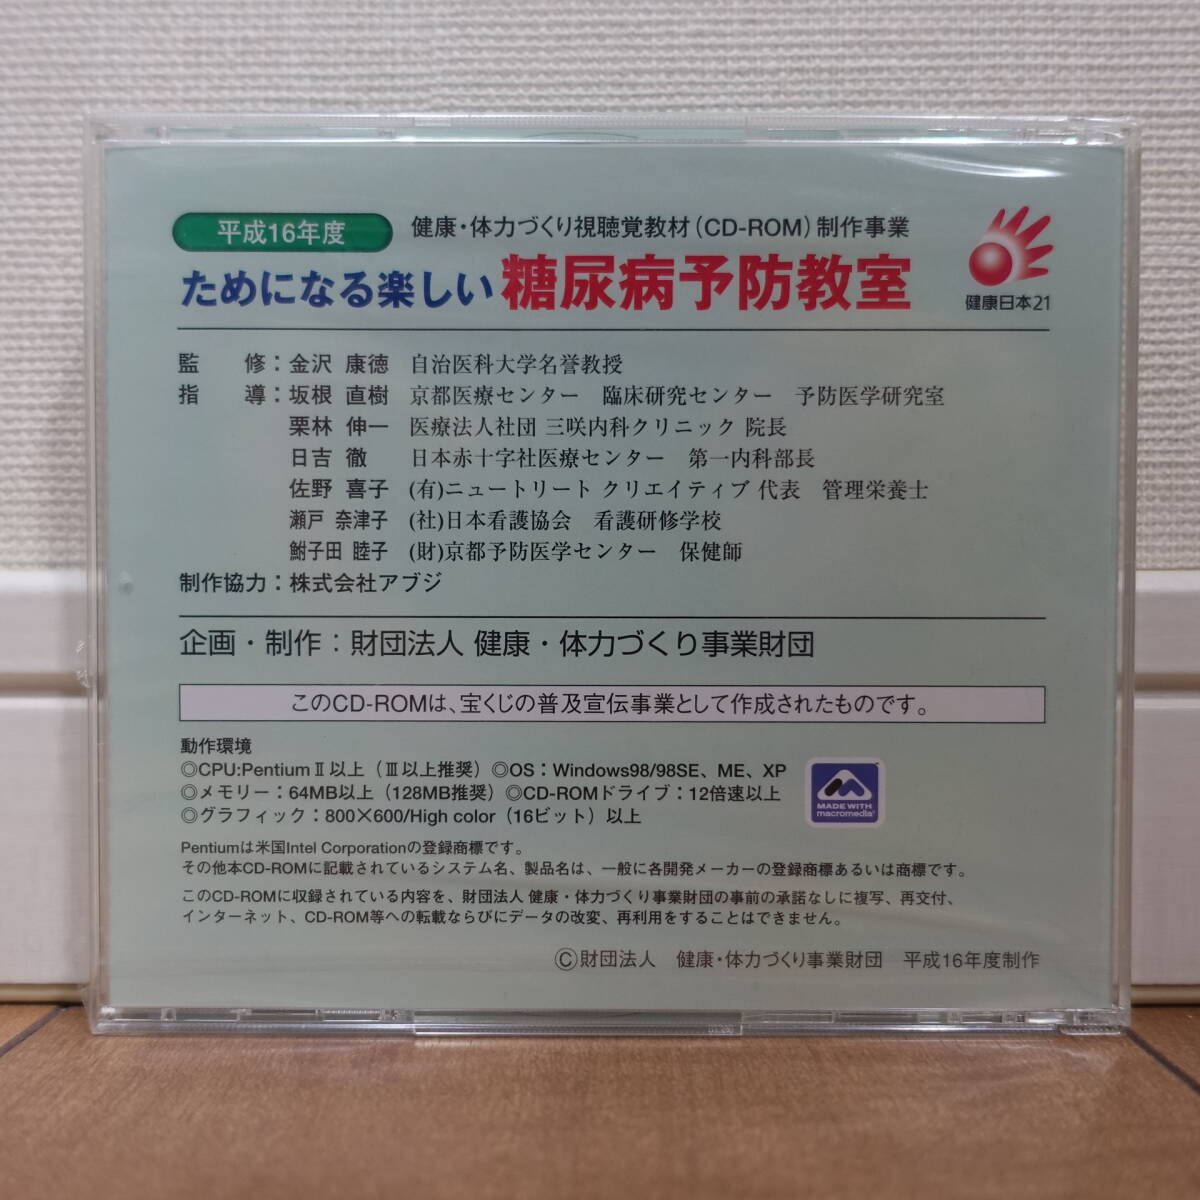 平成16年度 健康・体力づくり視聴覚教材(CD-ROM)制作事業
ためになる楽しい 糖尿病予防教室
健康日本21
監 修：金沢 康徳 自治医科大学名誉教授
指 導：坂根 直樹 京都医療センター 臨床研究センター 予防医学研究室
栗林 伸一 医療法人社団 三咲内科クリニック 院長
日吉 徹 日本赤十字社医療センター 第一内科部長
佐野 喜子 (有)ニュートリート クリエイティブ 代表 管理栄養士
瀬戸 奈津子 (社)日本看護協会 看護研修学校
鮒子田 睦子 (財)京都予防医学センター 保健師
制作協力：株式会社アブジ
企画・制作：財団法人 健康・体力づくり事業財団
このCD-ROMは、宝くじの普及宣伝事業として作成されたものです。
動作環境
◎CPU:PentiumⅡ以上（Ⅲ以上推奨）◎OS：Windows98/98SE、ME、XP
◎メモリー：64MB以上（128MB推奨）◎CD-ROMドライブ：12倍速以上
◎グラフィック：800×600/High color（16ビット）以上
MADE WITH
macromedia®
Pentiumは米国Intel Corporationの登録商標です。
その他本CD-ROMに記載されているシステム名、製品名は、一般に各開発メーカーの登録商標あるいは商標です。
このCD-ROMに収録されている内容を、財団法人 健康・体力づくり事業財団の事前の承諾なしに複写、再交付、
インターネット、CD-ROM等への転載ならびにデータの改変、再利用をすることはできません。
Ⓒ財団法人 健康・体力づくり事業財団 平成16年度制作